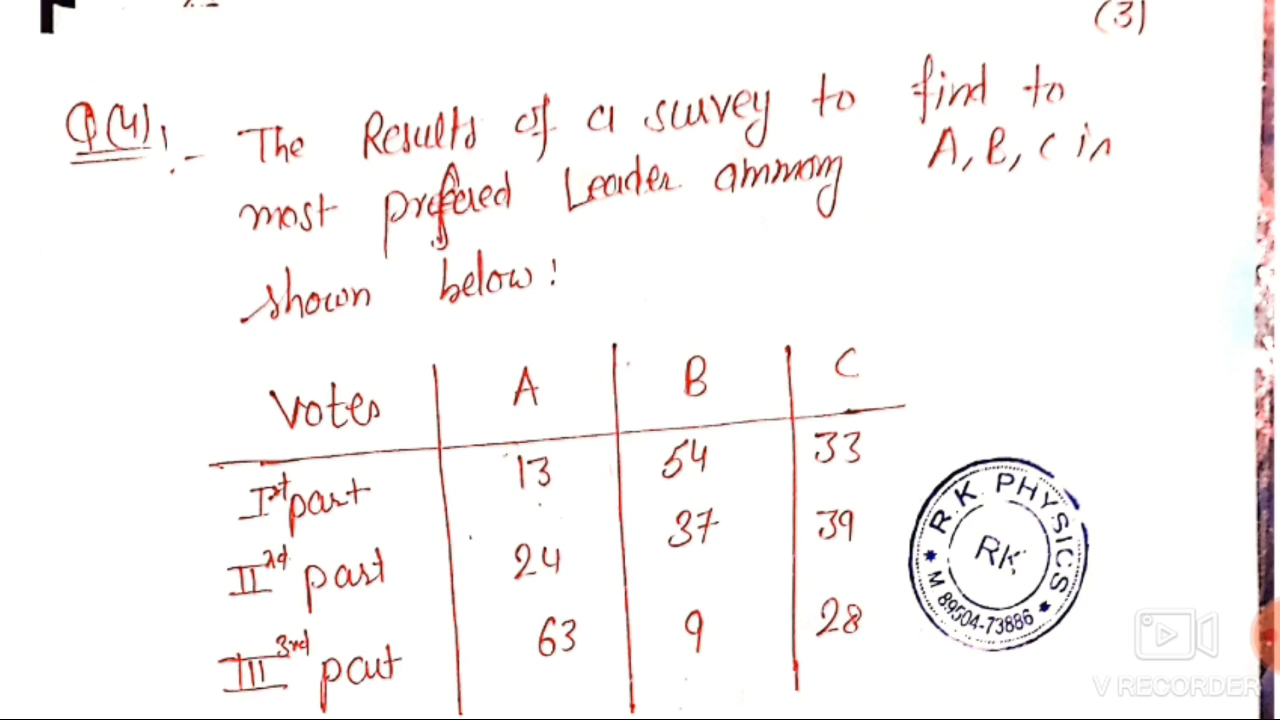 (3)
Q(4):- The Results of a survey to find to
most prefered Leader ammong A, B, C in
shown below:
Votes A B C
Ist part 13 54 33
IInd part 24 37 39
III3rd part 63 9 28
R.K. PHYSICS
RK
M 89504-73886
V RECORDER